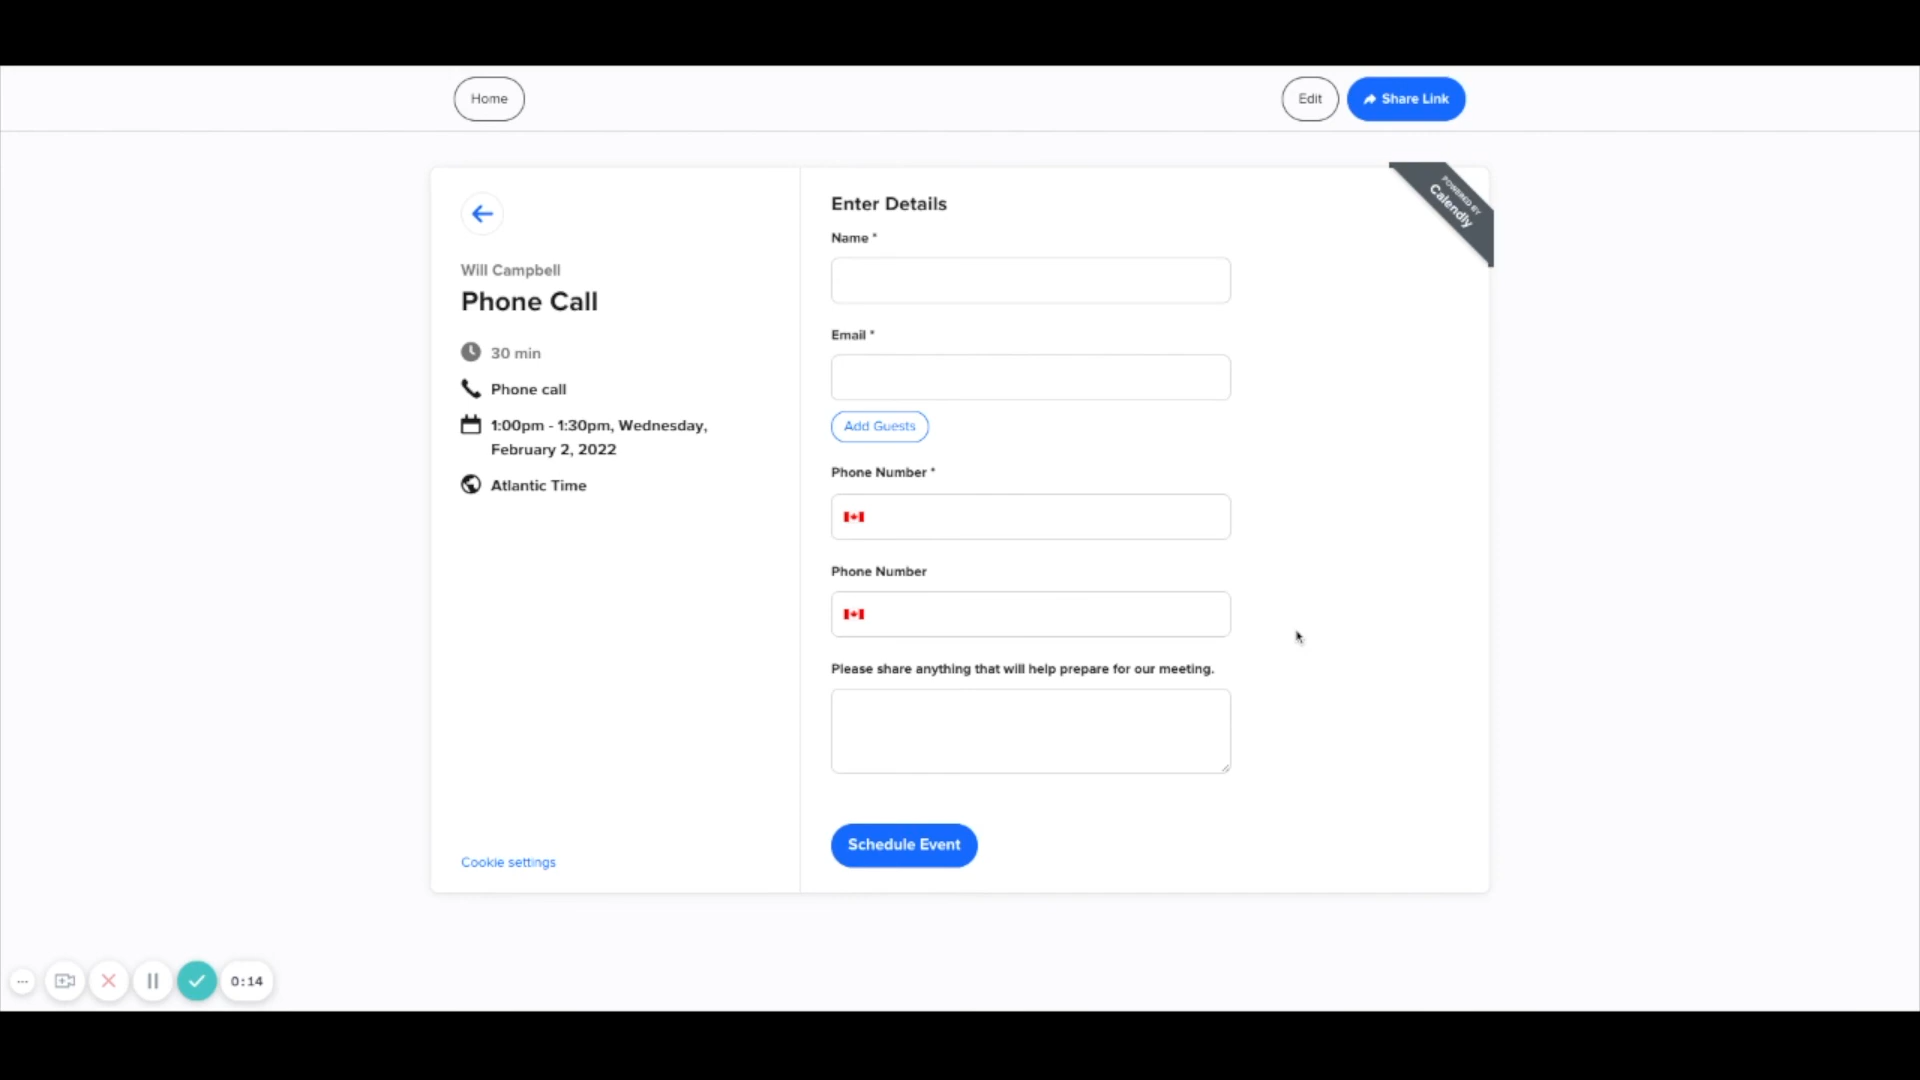 Home
Edit
Share Link
POWERED BY
Calendly
Will Campbell
Phone Call
30 min
Phone call
1:00pm - 1:30pm, Wednesday,
February 2, 2022
Atlantic Time
Cookie settings
Enter Details
Name *
Email *
Add Guests
Phone Number *
Phone Number
Please share anything that will help prepare for our meeting.
Schedule Event
0:14